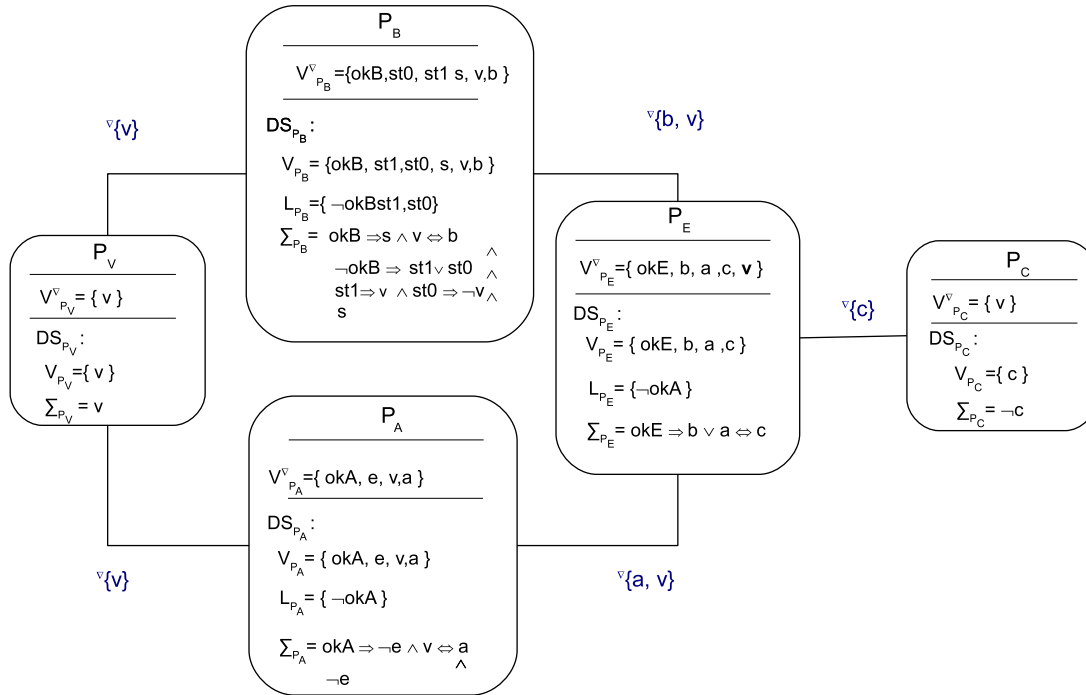 P_B
V^∇_{P_B}={okB,st0, st1 s, v,b }
DS_{P_B}:
V_{P_B}= {okB, st1,st0, s, v,b }
L_{P_B}={ ¬okBst1,st0}
∑_{P_B}= okB ⇒s ∧ v ⇔ b ∧
¬okB ⇒ st1∨ st0 ∧
st1⇒v ∧ st0 ⇒ ¬v ∧
s
∇{v}
∇{b, v}
P_V
V^∇_{P_V}= { v }
DS_{P_V}:
V_{P_V}={ v }
∑_{P_V}= v
P_E
V^∇_{P_E}={ okE, b, a ,c, v }
DS_{P_E}:
V_{P_E}= { okE, b, a ,c }
L_{P_E}= {¬okA }
∑_{P_E}= okE ⇒ b ∨ a ⇔ c
∇{c}
P_C
V^∇_{P_C}= { v }
DS_{P_C}:
V_{P_C}={ c }
∑_{P_C}= ¬c
P_A
V^∇_{P_A}={ okA, e, v,a }
DS_{P_A}:
V_{P_A}= { okA, e, v,a }
L_{P_A}= { ¬okA }
∑_{P_A}= okA ⇒ ¬e ∧ v ⇔ a
∧
¬e
∇{v}
∇{a, v}